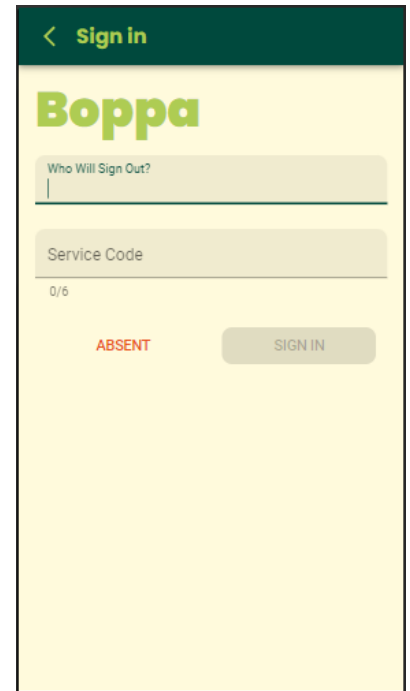 Sign in
Boppa
Who Will Sign Out?
Service Code
0/6
ABSENT
SIGN IN